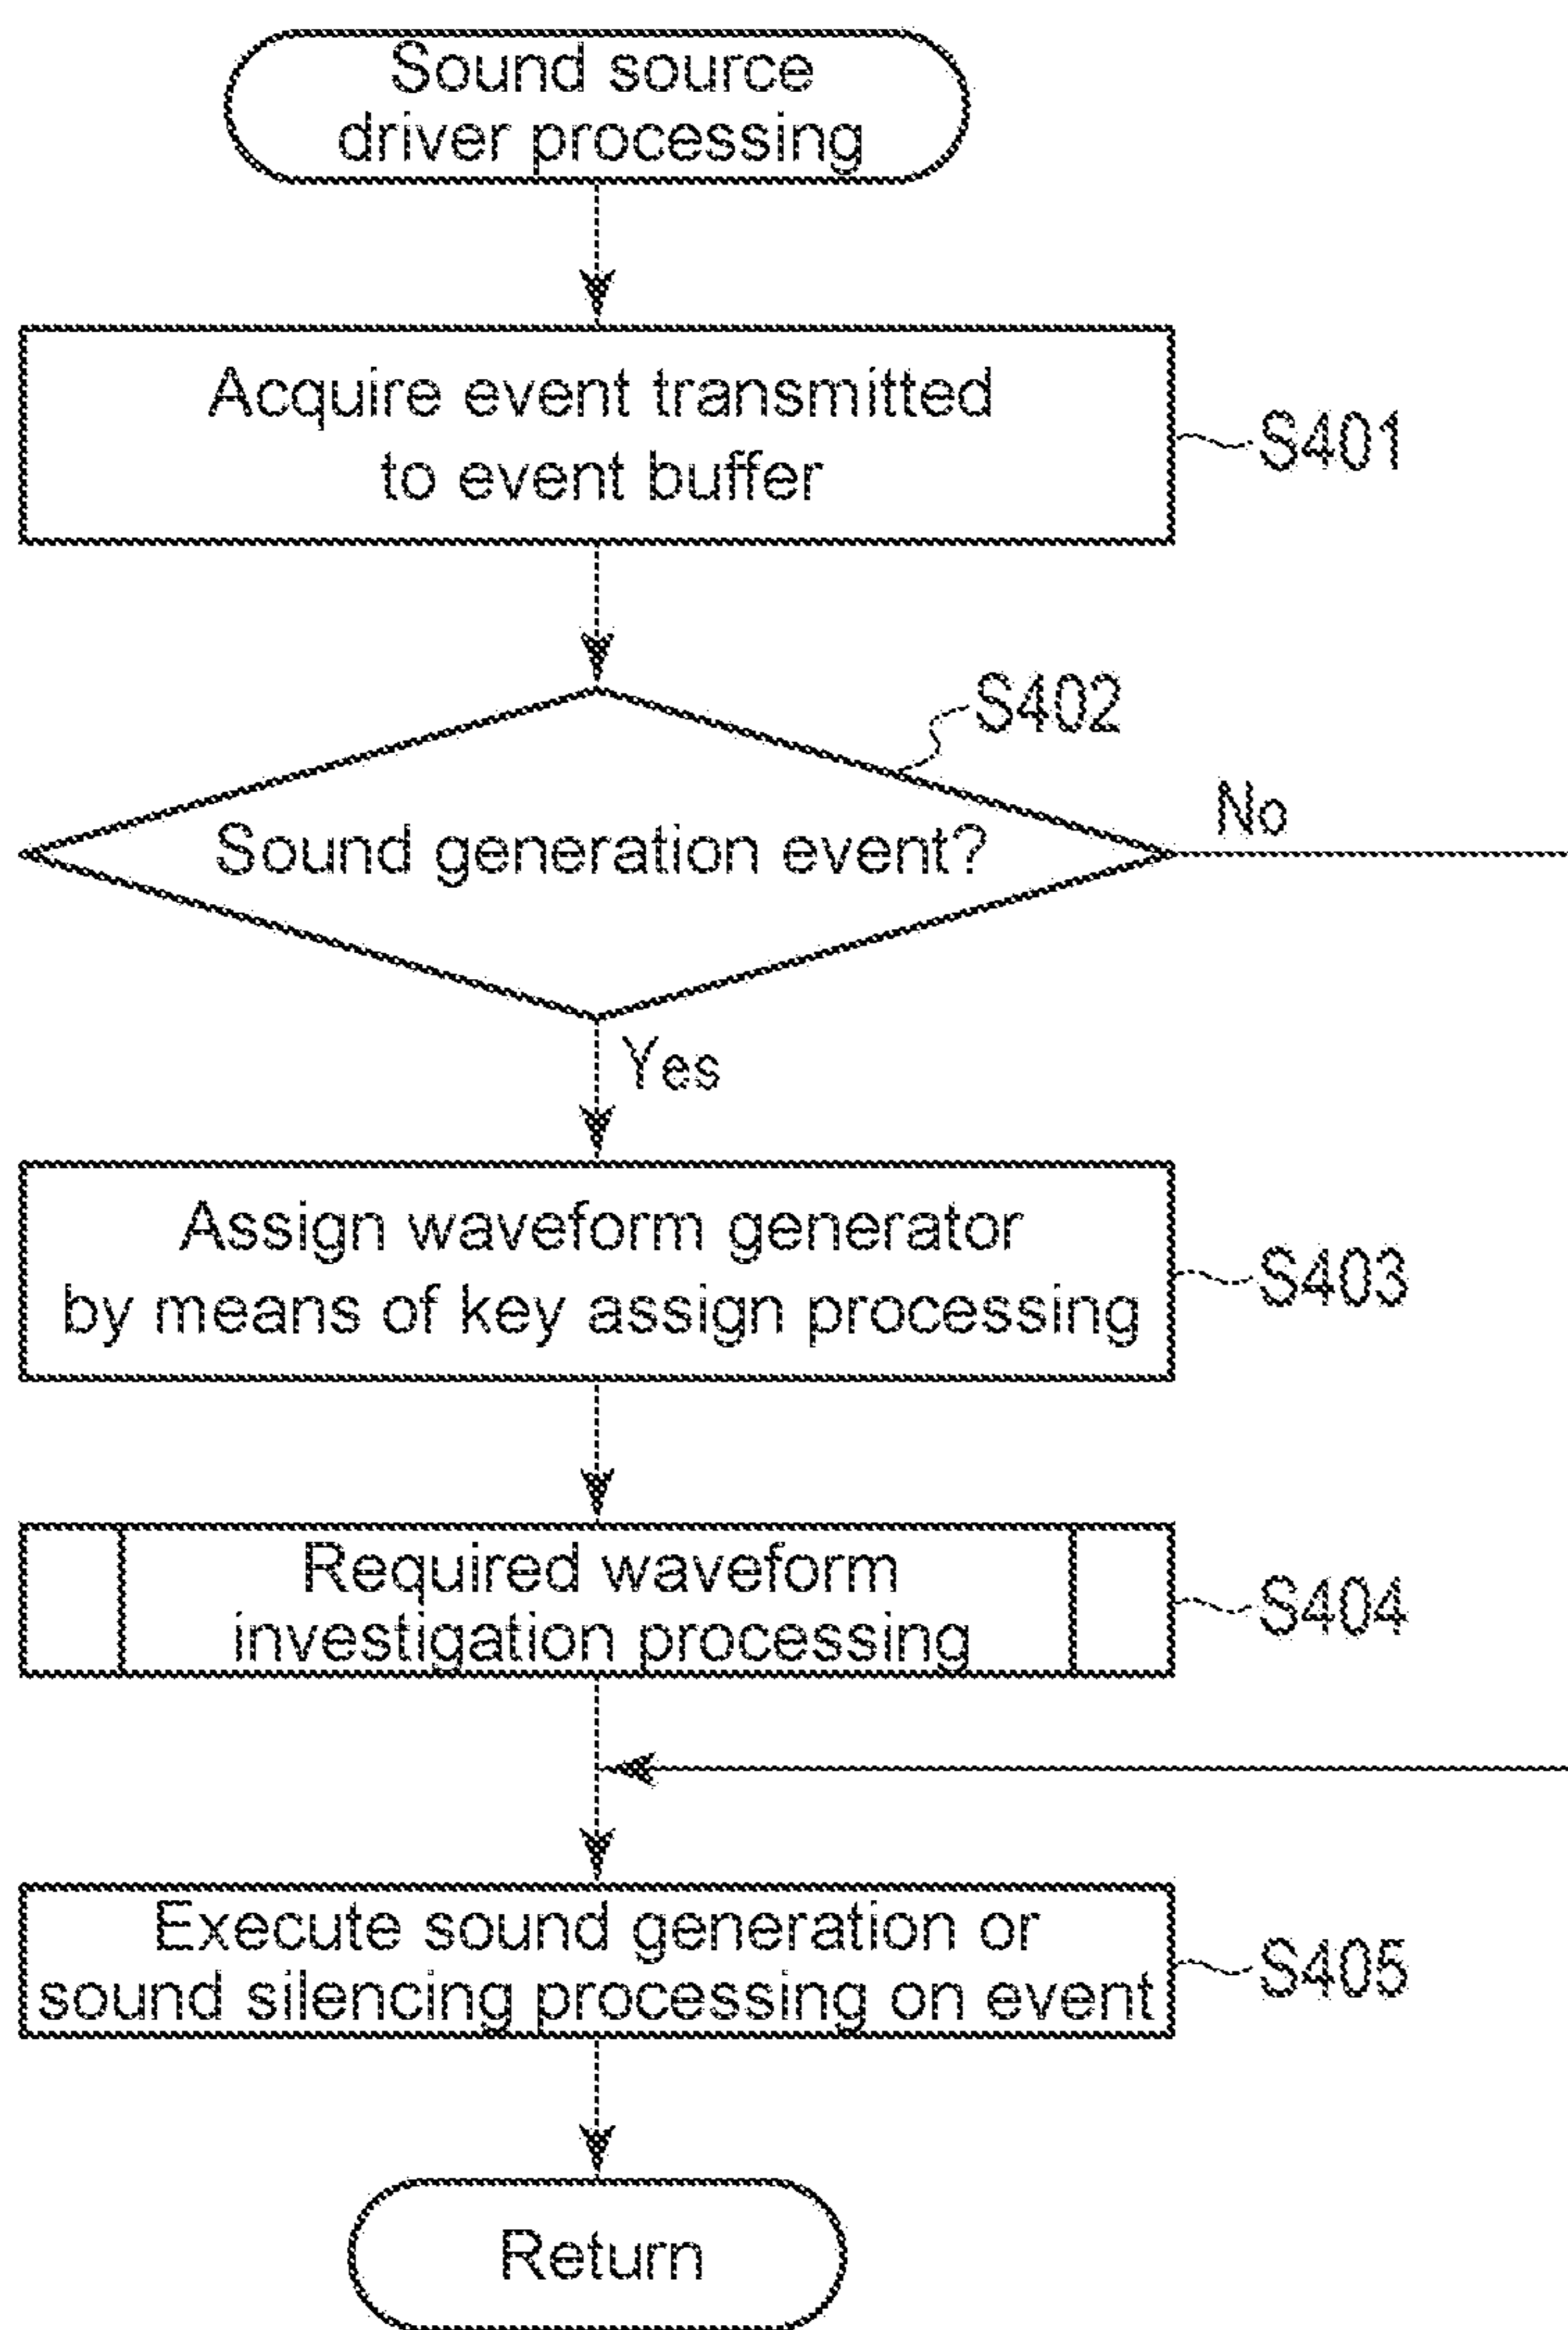 Sound source
driver processing
Acquire event transmitted
to event buffer
S401
S402
Sound generation event?
No
Yes
Assign waveform generator
by means of key assign processing
S403
Required waveform
investigation processing
S404
Execute sound generation or
sound silencing processing on event
S405
Return